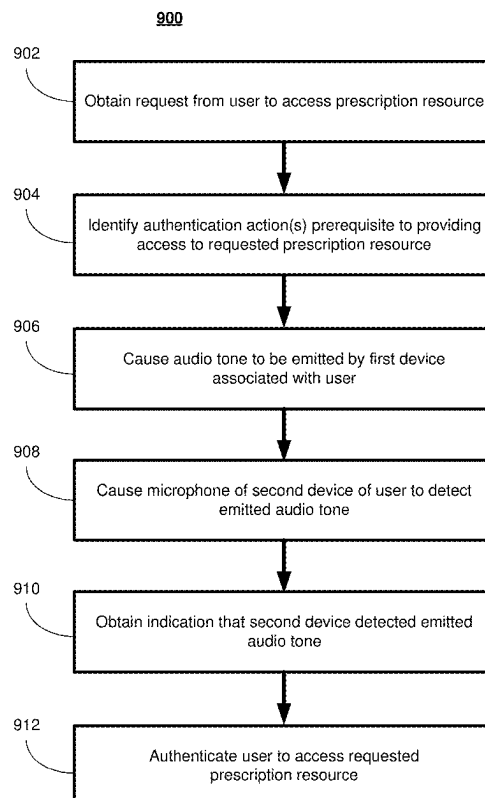 900
902
Obtain request from user to access prescription resource
904
Identify authentication action(s) prerequisite to providing
access to requested prescription resource
906
Cause audio tone to be emitted by first device
associated with user
908
Cause microphone of second device of user to detect
emitted audio tone
910
Obtain indication that second device detected emitted
audio tone
912
Authenticate user to access requested
prescription resource